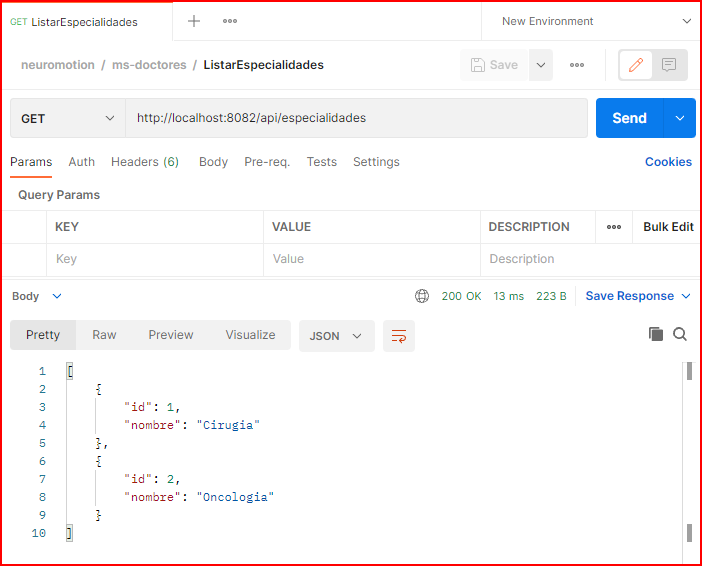 GET ListarEspecialidades
New Environment
neuromotion / ms-doctores / ListarEspecialidades
Save
GET
http://localhost:8082/api/especialidades
Send
Params Auth Headers (6) Body Pre-req. Tests Settings Cookies
Query Params
KEY VALUE DESCRIPTION Bulk Edit
Key Value Description
Body 200 OK 13 ms 223 B Save Response
Pretty Raw Preview Visualize JSON
1 [
2 {
3 "id": 1,
4 "nombre": "Cirugia"
5 },
6 {
7 "id": 2,
8 "nombre": "Oncologia"
9 }
10 ]